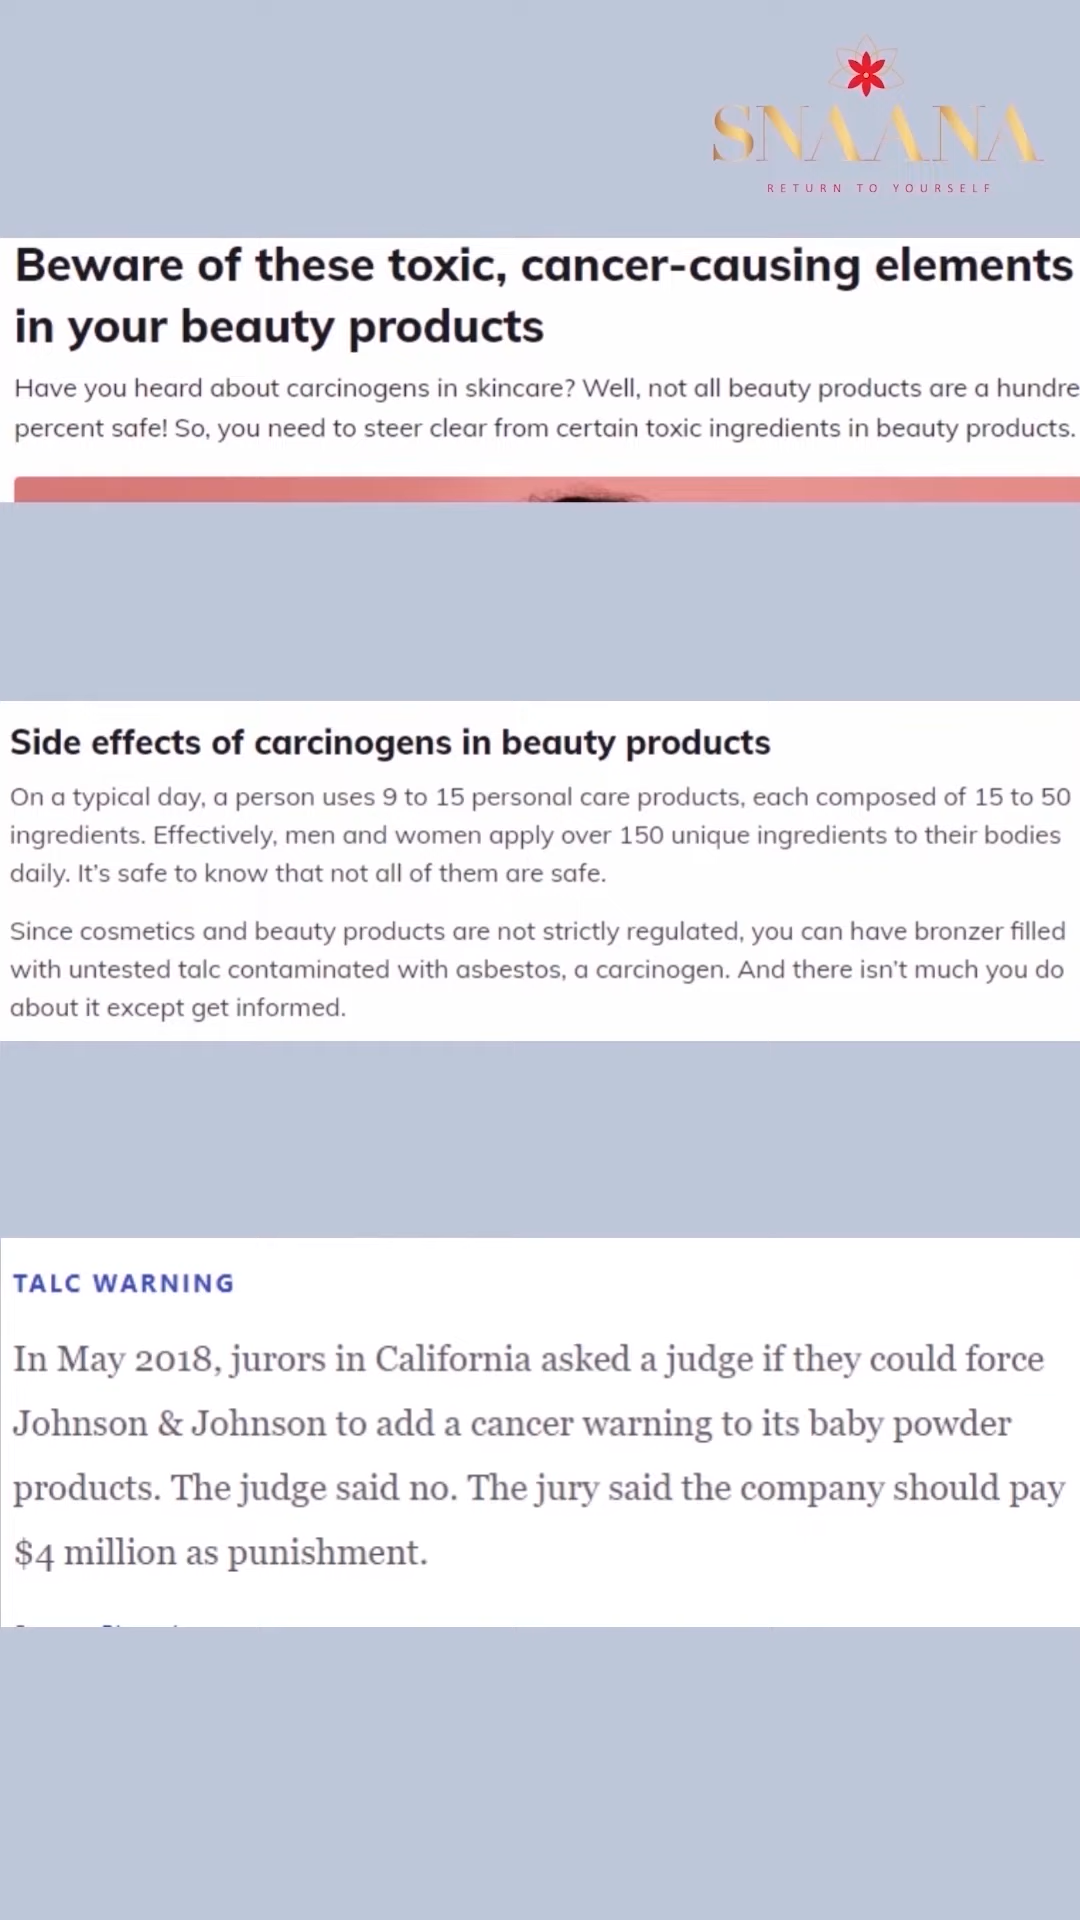 SNAANA
RETURN TO YOURSELF
Beware of these toxic, cancer-causing elements
in your beauty products
Have you heard about carcinogens in skincare? Well, not all beauty products are a hundre
percent safe! So, you need to steer clear from certain toxic ingredients in beauty products.
Side effects of carcinogens in beauty products
On a typical day, a person uses 9 to 15 personal care products, each composed of 15 to 50
ingredients. Effectively, men and women apply over 150 unique ingredients to their bodies
daily. It's safe to know that not all of them are safe.
Since cosmetics and beauty products are not strictly regulated, you can have bronzer filled
with untested talc contaminated with asbestos, a carcinogen. And there isn't much you do
about it except get informed.
TALC WARNING
In May 2018, jurors in California asked a judge if they could force
Johnson & Johnson to add a cancer warning to its baby powder
products. The judge said no. The jury said the company should pay
$4 million as punishment.